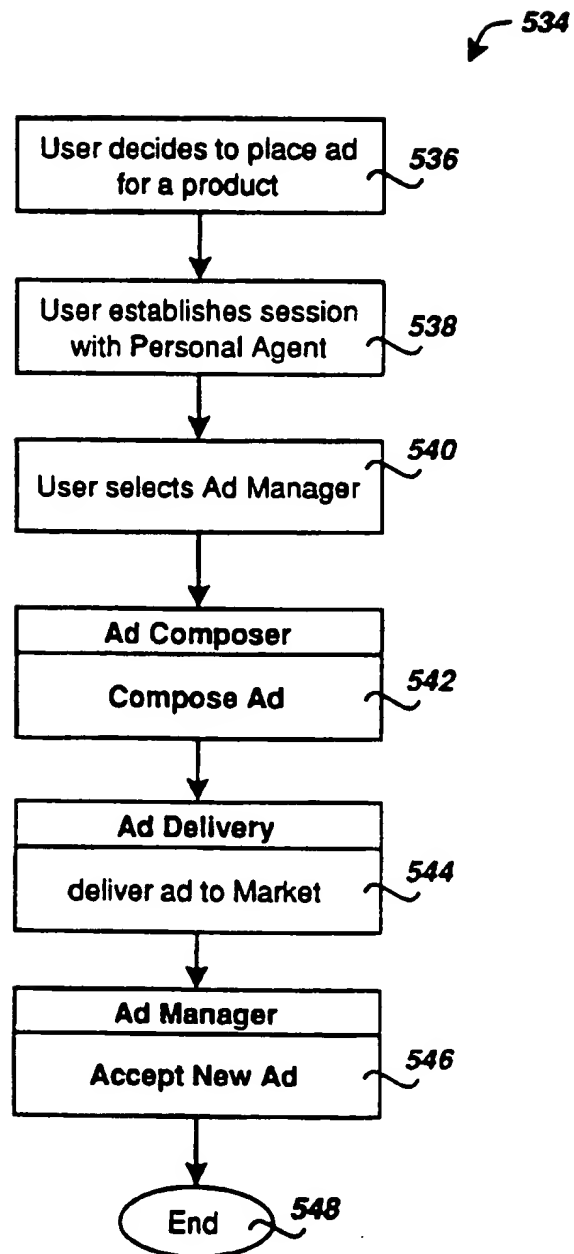 534
User decides to place ad
for a product
536
User establishes session
with Personal Agent
538
User selects Ad Manager
540
Ad Composer
Compose Ad
542
Ad Delivery
deliver ad to Market
544
Ad Manager
Accept New Ad
546
End
548